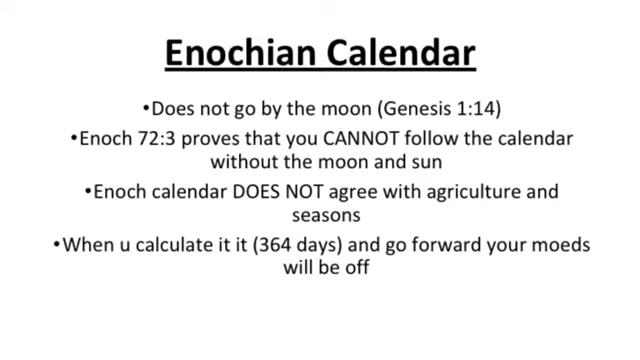 Enochian Calendar
•Does not go by the moon (Genesis 1:14)
•Enoch 72:3 proves that you CANNOT follow the calendar
without the moon and sun
•Enoch calendar DOES NOT agree with agriculture and
seasons
•When u calculate it it (364 days) and go forward your moeds
will be off